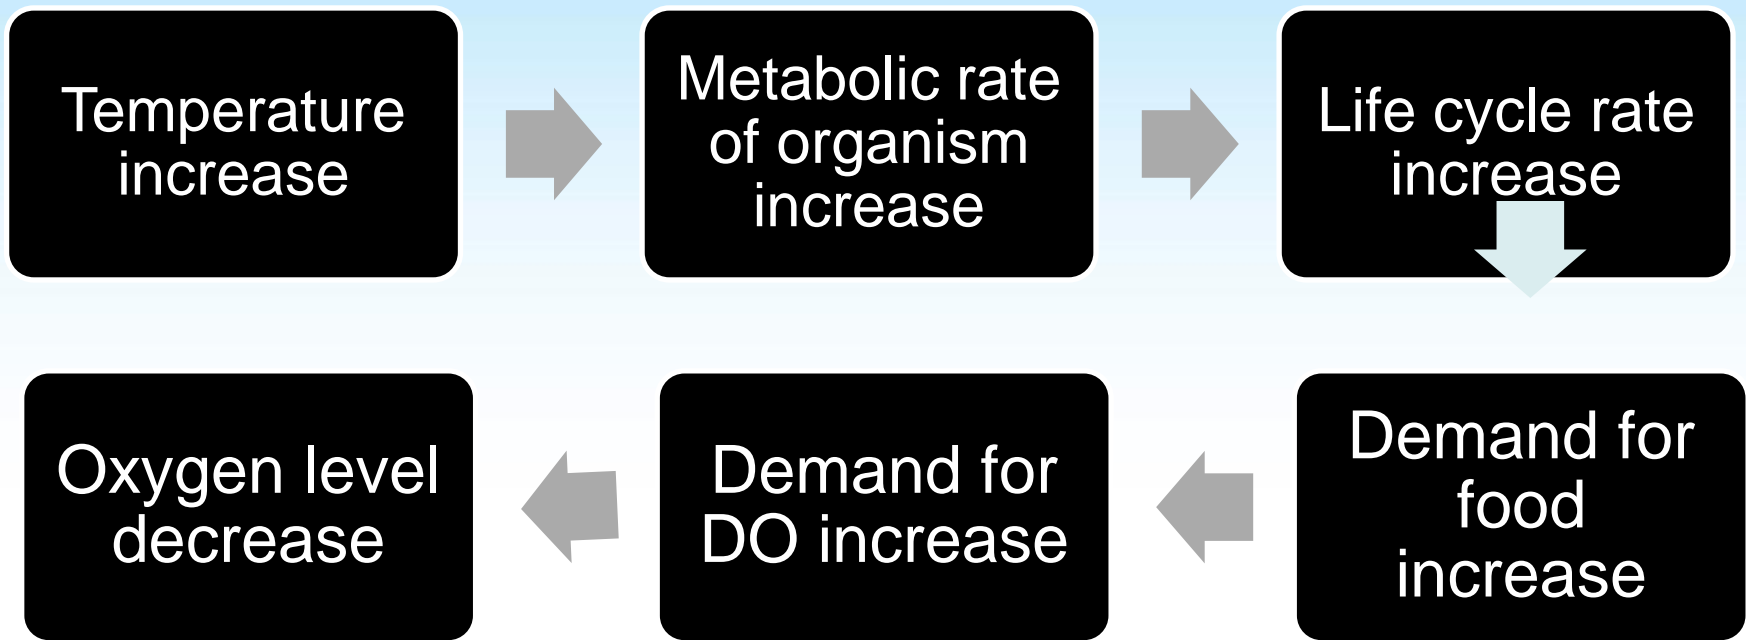 Temperature
increase
Metabolic rate
of organism
increase
Life cycle rate
increase
Demand for
food
increase
Demand for
DO increase
Oxygen level
decrease